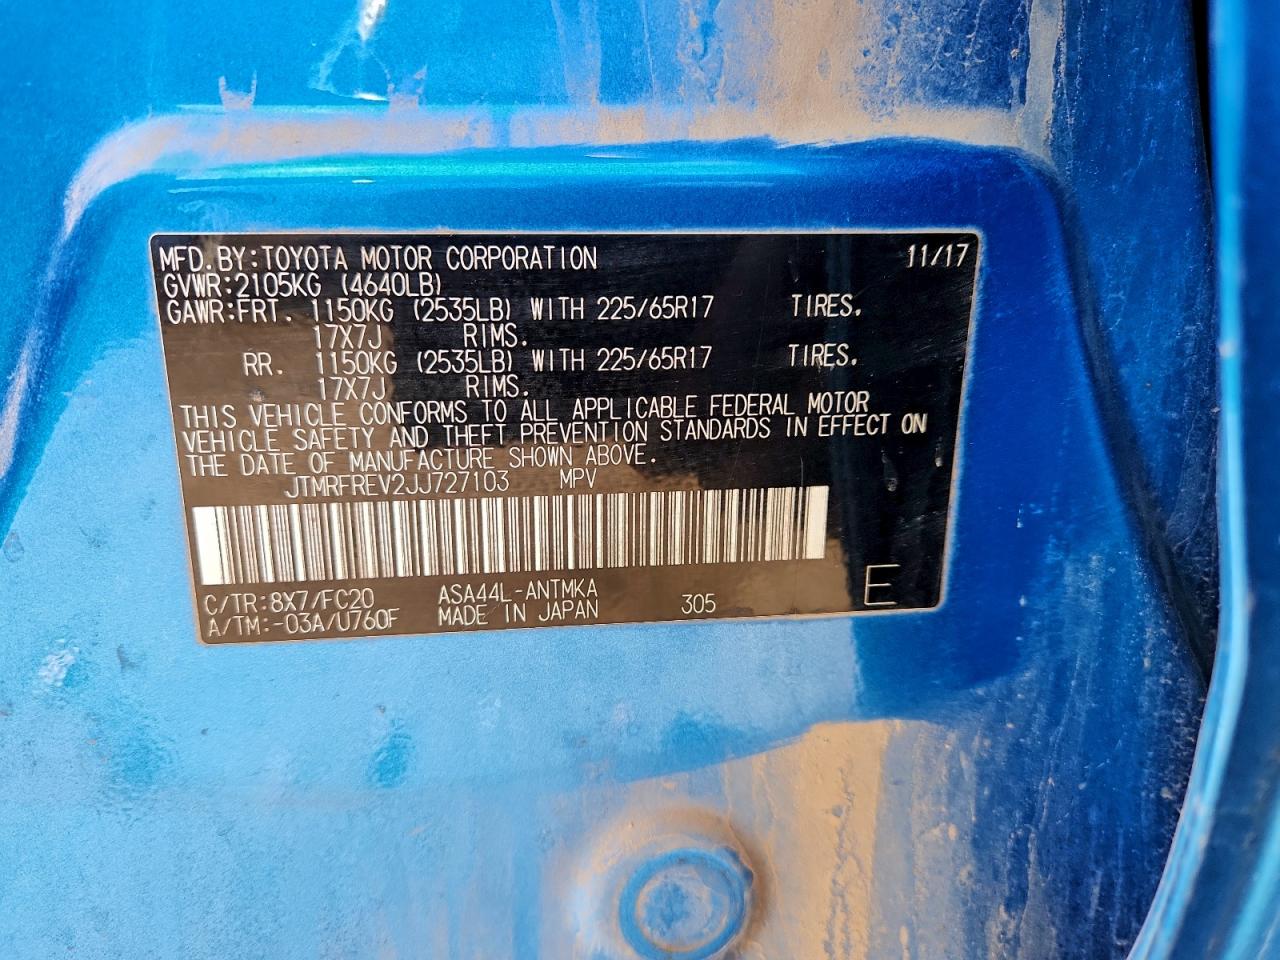 MFD. BY: TOYOTA MOTOR CORPORATION 11/17
GVWR: 2105KG (4640LB)
GAWR: FRT. 1150KG (2535LB) WITH 225/65R17 TIRES.
17X7J RIMS.
RR. 1150KG (2535LB) WITH 225/65R17 TIRES.
17X7J RIMS.
THIS VEHICLE CONFORMS TO ALL APPLICABLE FEDERAL MOTOR
VEHICLE SAFETY AND THEFT PREVENTION STANDARDS IN EFFECT ON
THE DATE OF MANUFACTURE SHOWN ABOVE.
JTMRFREV2JJ727103 MPV
C/TR: 8X7/FC20 ASA44L-ANTMKA
A/TM: -03A/U760F MADE IN JAPAN 305 E